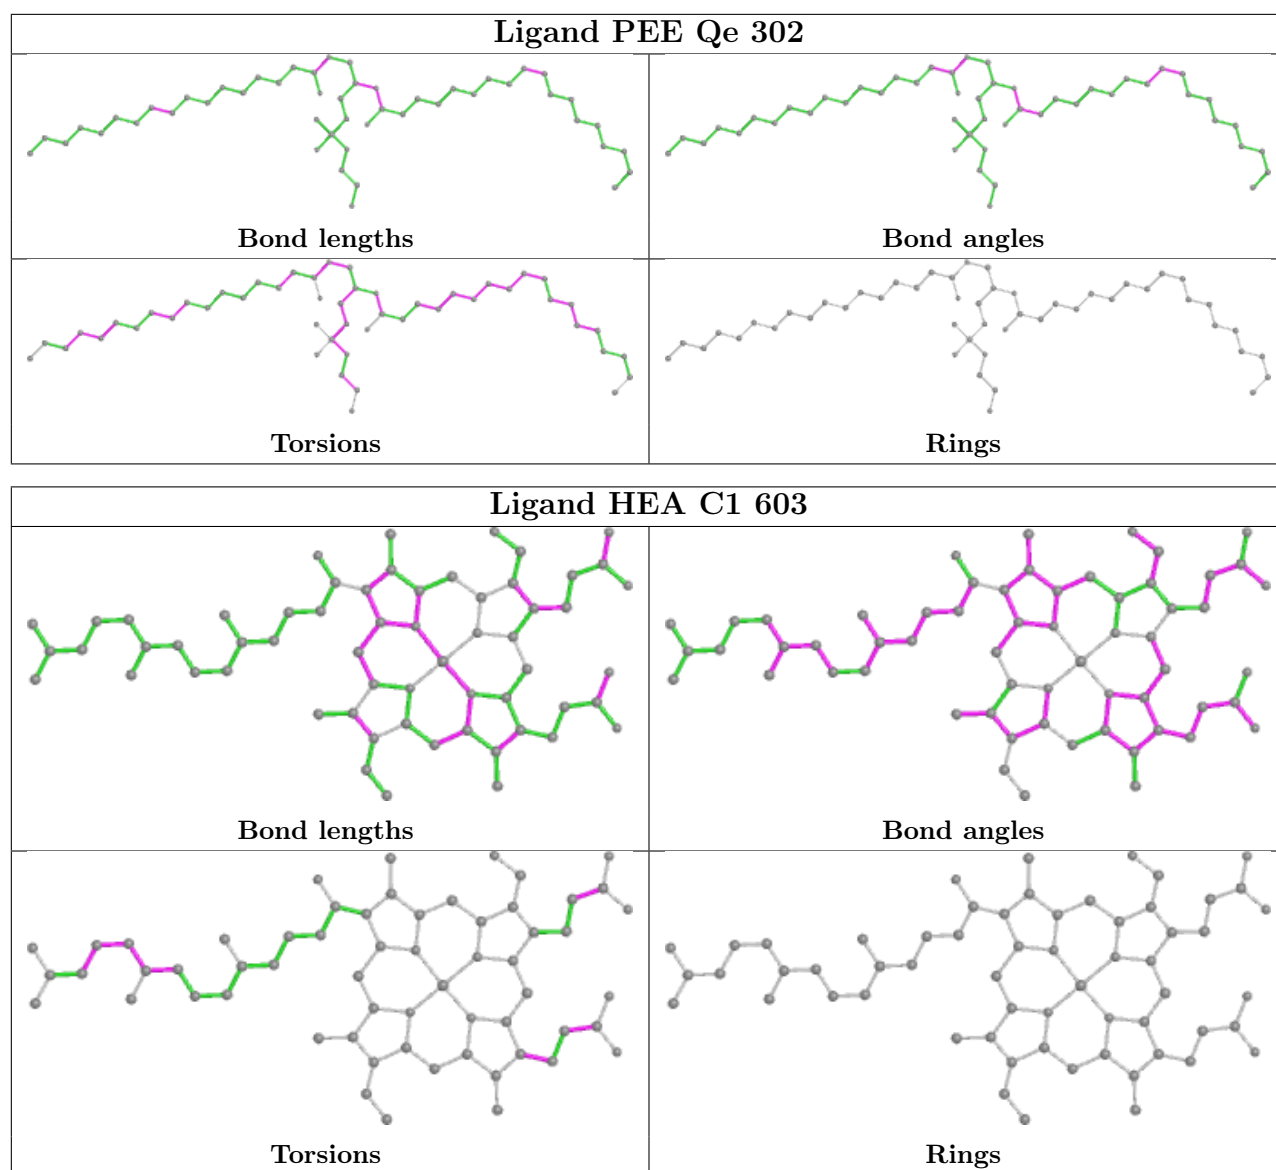 Ligand PEE Qe 302
Bond lengths
Bond angles
Torsions
Rings
Ligand HEA C1 603
Bond lengths
Bond angles
Torsions
Rings